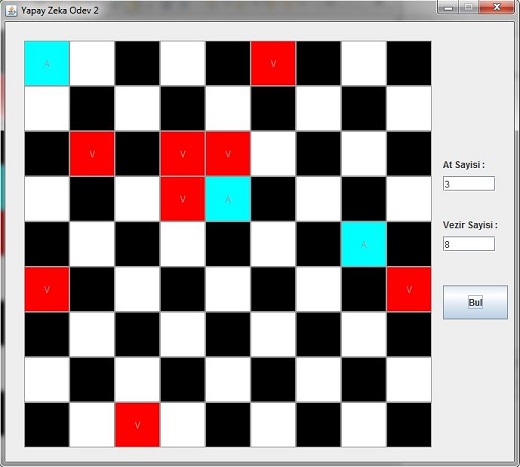 Yapay Zeka Odev 2
A V
V V V
V A
A
V V
V
At Sayisi :
3
Vezir Sayisi :
8
Bul